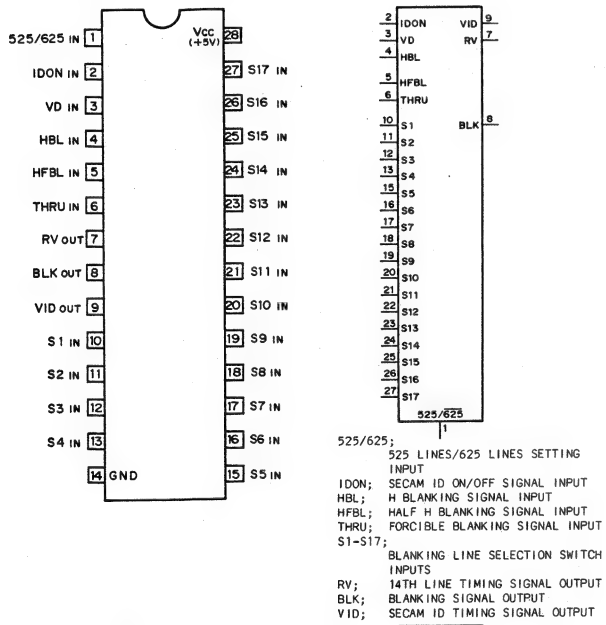 525/625 IN 1
IDON IN 2
VD IN 3
HBL IN 4
HFBL IN 5
THRU IN 6
RV OUT 7
BLK OUT 8
VID OUT 9
S1 IN 10
S2 IN 11
S3 IN 12
S4 IN 13
14 GND
Vcc 28
(+5V)
27 S17 IN
26 S16 IN
25 S15 IN
24 S14 IN
23 S13 IN
22 S12 IN
21 S11 IN
20 S10 IN
19 S9 IN
18 S8 IN
17 S7 IN
16 S6 IN
15 S5 IN
2 IDON VID 9
3 VD RV 7
4 HBL
5 HFBL
6 THRU
10 S1 BLK 8
11 S2
12 S3
13 S4
15 S5
16 S6
17 S7
18 S8
19 S9
20 S10
21 S11
22 S12
23 S13
24 S14
25 S15
26 S16
27 S17
525/6̅2̅5̅
1
525/625;
525 LINES/625 LINES SETTING
INPUT
IDON; SECAM ID ON/OFF SIGNAL INPUT
HBL; H BLANKING SIGNAL INPUT
HFBL; HALF H BLANKING SIGNAL INPUT
THRU; FORCIBLE BLANKING SIGNAL INPUT
S1-S17;
BLANKING LINE SELECTION SWITCH
INPUTS
RV; 14TH LINE TIMING SIGNAL OUTPUT
BLK; BLANKING SIGNAL OUTPUT
VID; SECAM ID TIMING SIGNAL OUTPUT